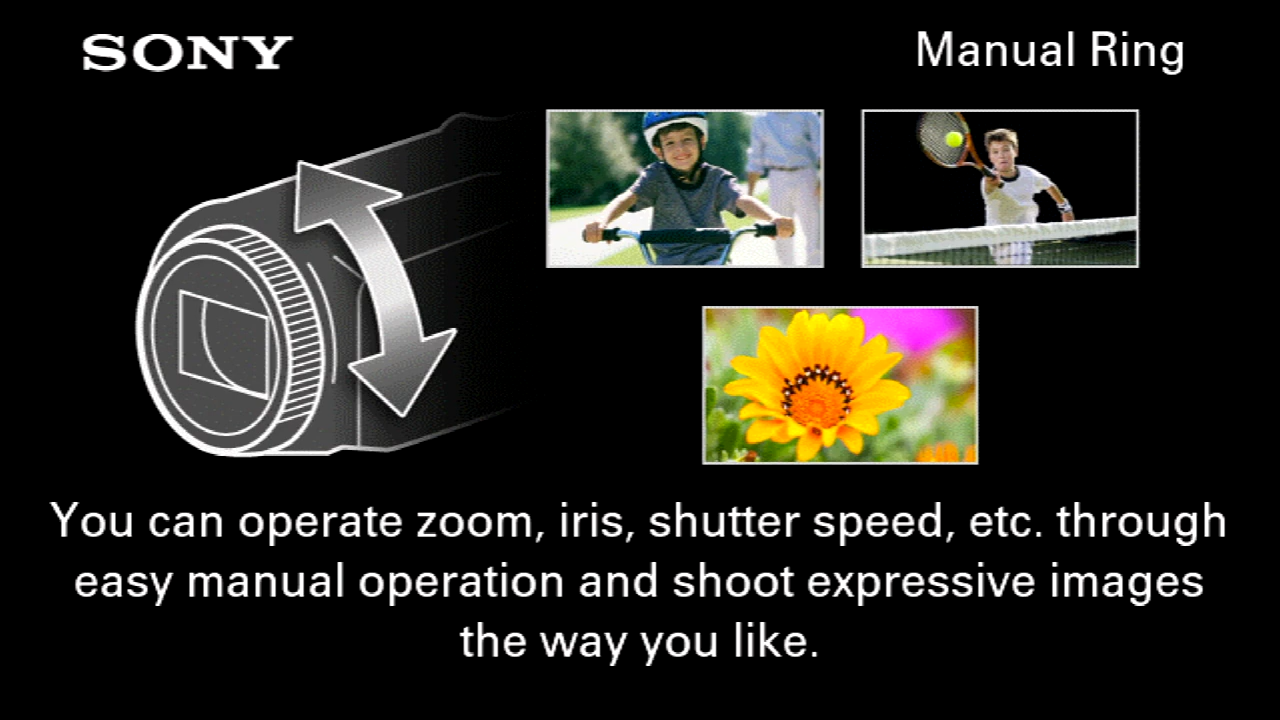 SONY
Manual Ring
You can operate zoom, iris, shutter speed, etc. through
easy manual operation and shoot expressive images
the way you like.